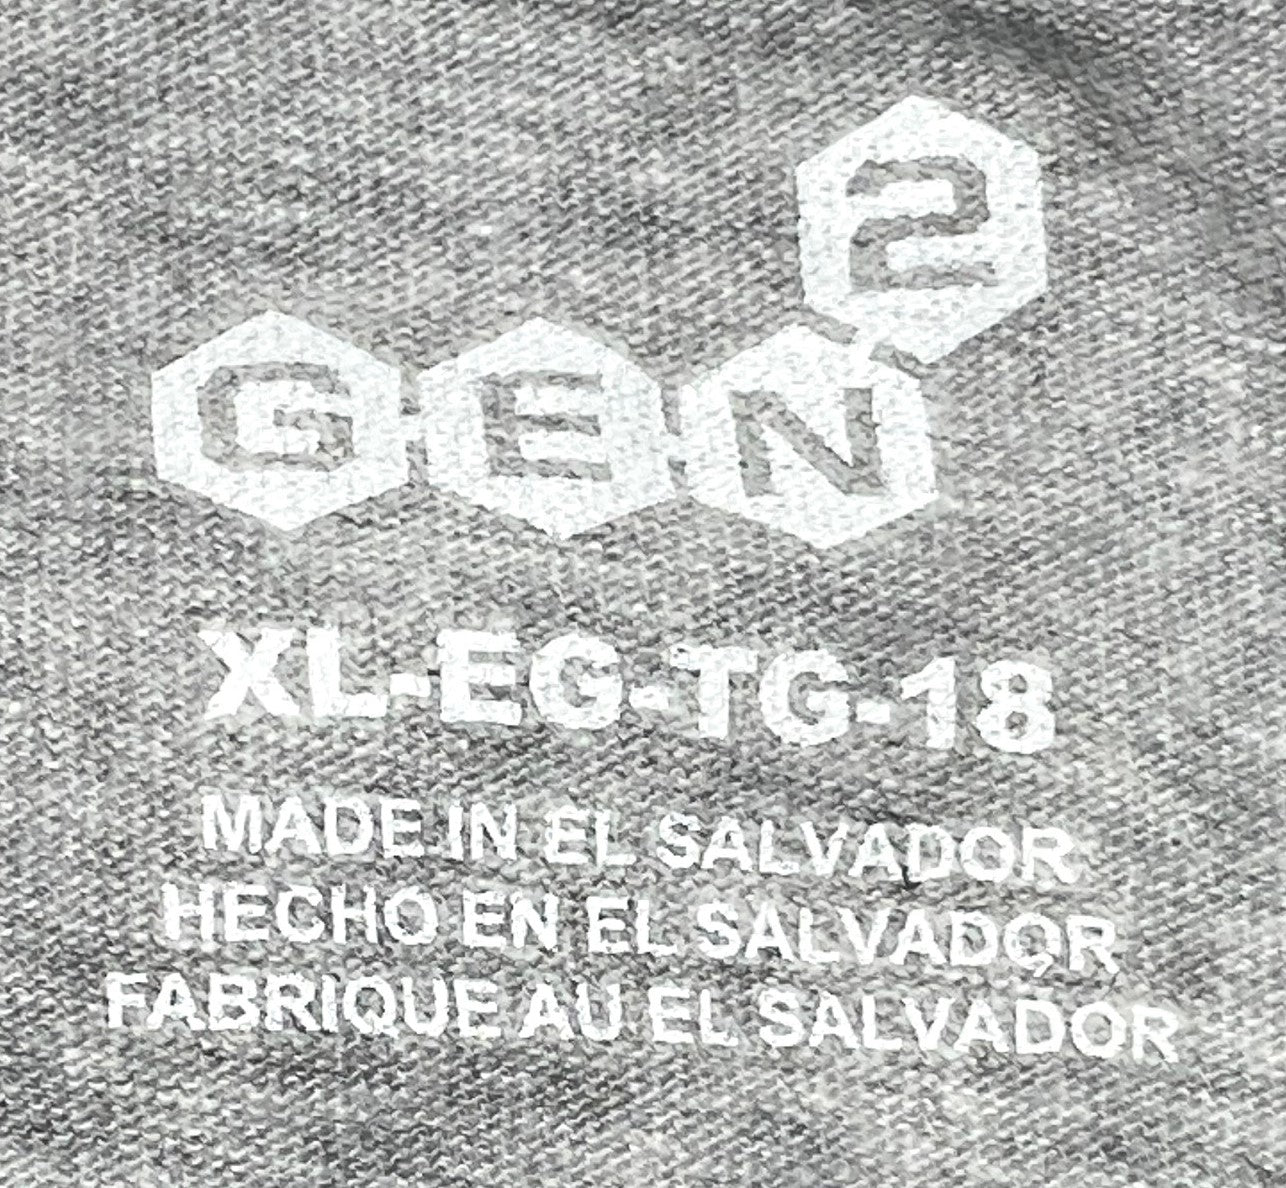 GEN2
XL-EG-TG-18
MADE IN EL SALVADOR
HECHO EN EL SALVADOR
FABRIQUE AU EL SALVADOR